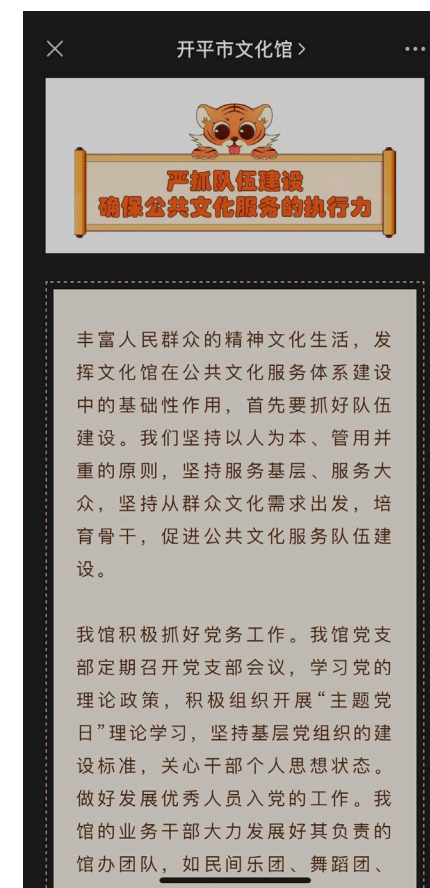 开平市文化馆 >
严抓队伍建设
确保公共文化服务的执行力
丰富人民群众的精神文化生活，发
挥文化馆在公共文化服务体系建设
中的基础性作用，首先要抓好队伍
建设。我们坚持以人为本、管用并
重的原则，坚持服务基层、服务大
众，坚持从群众文化需求出发，培
育骨干，促进公共文化服务队伍建
设。
我馆积极抓好党务工作。我馆党支
部定期召开党支部会议，学习党的
理论政策，积极组织开展“主题党
日”理论学习，坚持基层党组织的建
设标准，关心干部个人思想状态。
做好发展优秀人员入党的工作。我
馆的业务干部大力发展好其负责的
馆办团队，如民间乐团、舞蹈团、